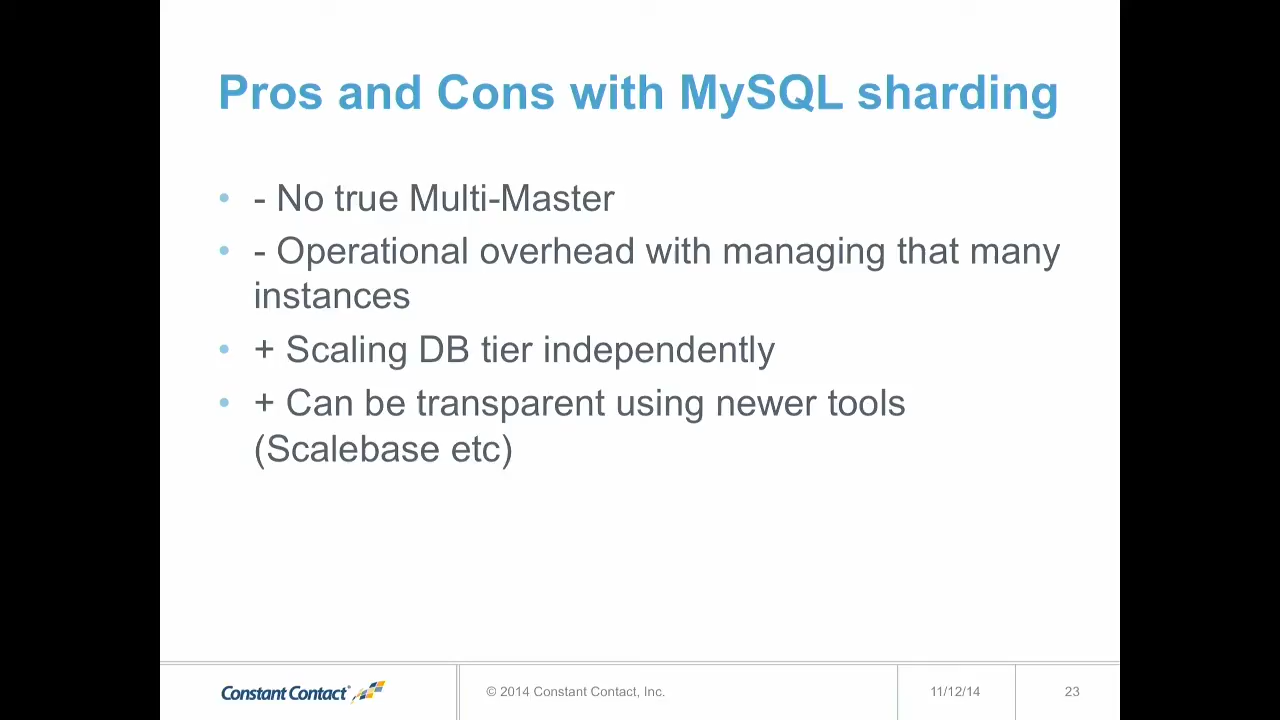 Pros and Cons with MySQL sharding
• - No true Multi-Master
• - Operational overhead with managing that many
instances
• + Scaling DB tier independently
• + Can be transparent using newer tools
(Scalebase etc)
Constant Contact® © 2014 Constant Contact, Inc. 11/12/14 23